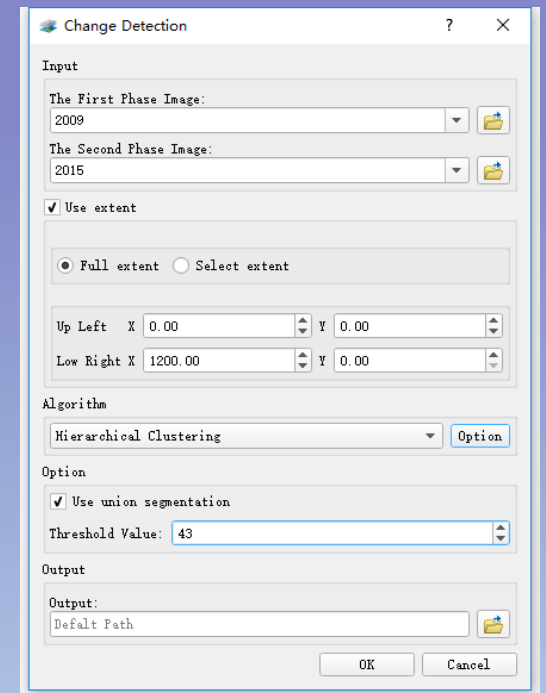 Change Detection ? ×
Input
The First Phase Image:
2009
The Second Phase Image:
2015
Use extent
Full extent Select extent
Up Left X 0.00 Y 0.00
Low Right X 1200.00 Y 0.00
Algorithm
Hierarchical Clustering Option
Option
Use union segmentation
Threshold Value: 43
Output
Output:
Defalt Path
OK Cancel